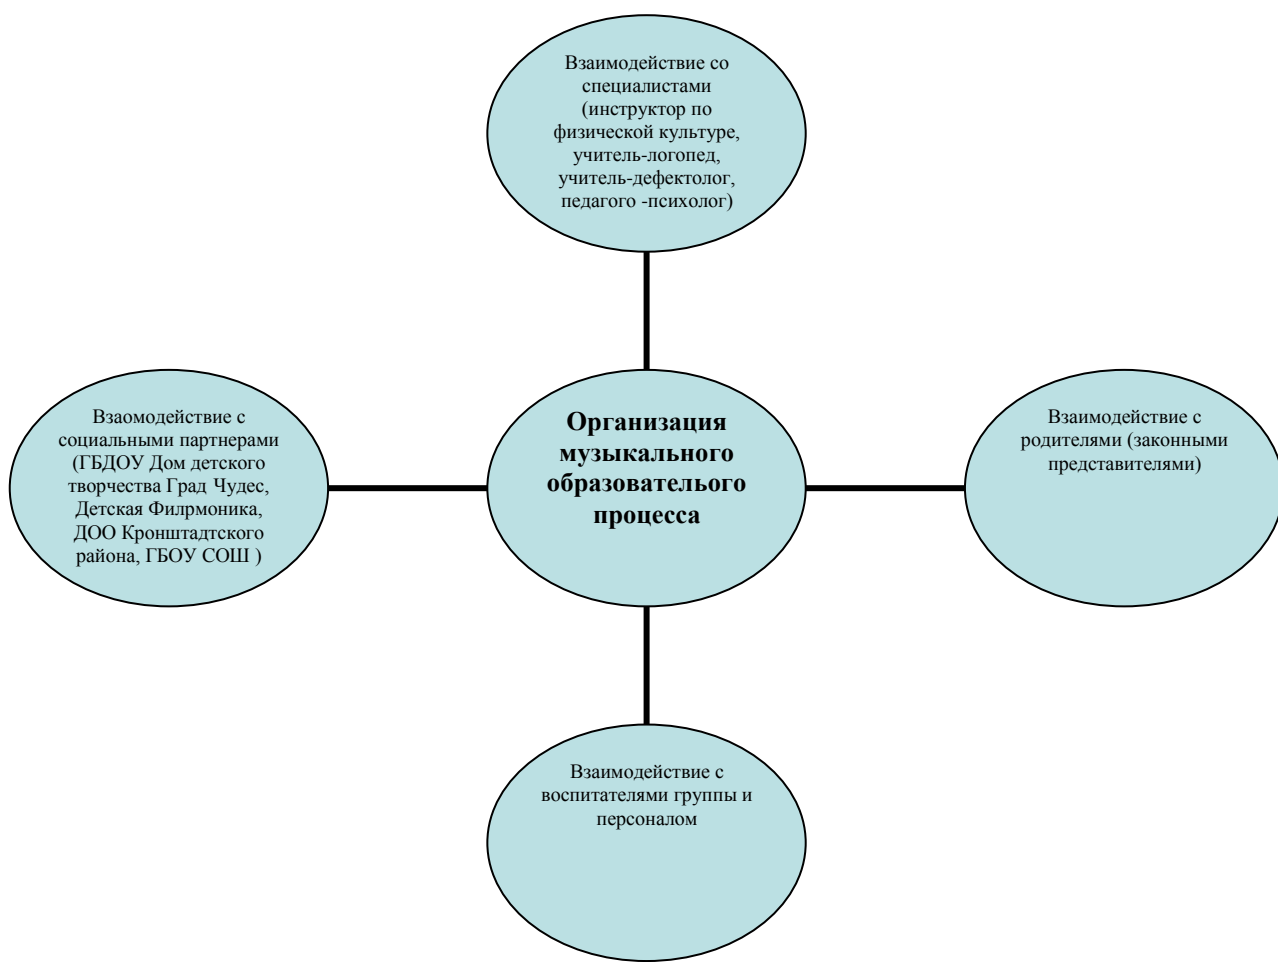 Взаимодействие со
специалистами
(инструктор по
физической культуре,
учитель-логопед,
учитель-дефектолог,
педагого -психолог)
Взаомодействие с
социальными партнерами
(ГБДОУ Дом детского
творчества Град Чудес,
Детская Филрмоника,
ДОО Кронштадтского
района, ГБОУ СОШ )
Организация
музыкального
образователього
процесса
Взаимодействие с
родителями (законными
представителями)
Взаимодействие с
воспитателями группы и
персоналом